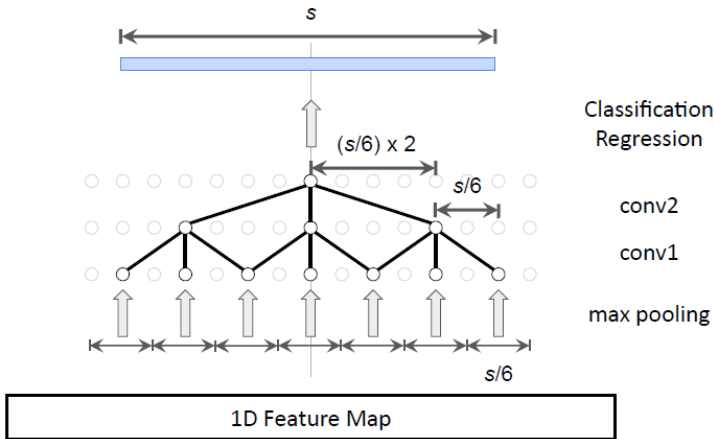 s
Classification
Regression
(s/6) x 2
s/6
conv2
conv1
max pooling
s/6
1D Feature Map